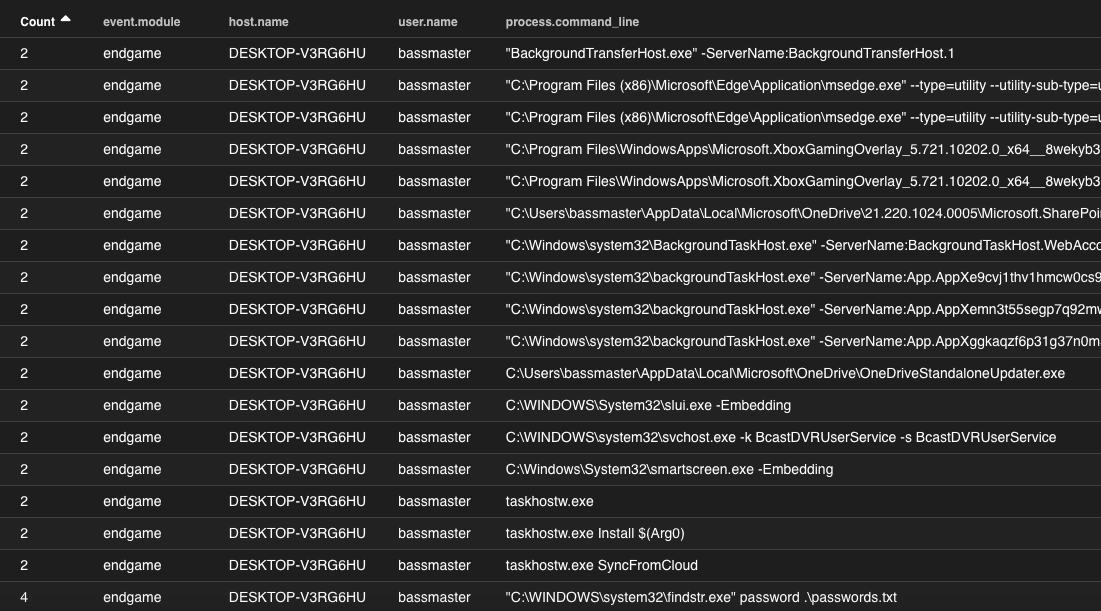 Count event.module host.name user.name process.command_line
2 endgame DESKTOP-V3RG6HU bassmaster "BackgroundTransferHost.exe" -ServerName:BackgroundTransferHost.1
2 endgame DESKTOP-V3RG6HU bassmaster "C:\Program Files (x86)\Microsoft\Edge\Application\msedge.exe" --type=utility --utility-sub-type=u
2 endgame DESKTOP-V3RG6HU bassmaster "C:\Program Files (x86)\Microsoft\Edge\Application\msedge.exe" --type=utility --utility-sub-type=u
2 endgame DESKTOP-V3RG6HU bassmaster "C:\Program Files\WindowsApps\Microsoft.XboxGamingOverlay_5.721.10202.0_x64__8wekyb3
2 endgame DESKTOP-V3RG6HU bassmaster "C:\Program Files\WindowsApps\Microsoft.XboxGamingOverlay_5.721.10202.0_x64__8wekyb3
2 endgame DESKTOP-V3RG6HU bassmaster "C:\Users\bassmaster\AppData\Local\Microsoft\OneDrive\21.220.1024.0005\Microsoft.SharePoi
2 endgame DESKTOP-V3RG6HU bassmaster "C:\Windows\system32\BackgroundTaskHost.exe" -ServerName:BackgroundTaskHost.WebAcco
2 endgame DESKTOP-V3RG6HU bassmaster "C:\Windows\system32\backgroundTaskHost.exe" -ServerName:App.AppXe9cvj1thv1hmcw0cs9
2 endgame DESKTOP-V3RG6HU bassmaster "C:\Windows\system32\backgroundTaskHost.exe" -ServerName:App.AppXemn3t55segp7q92mw
2 endgame DESKTOP-V3RG6HU bassmaster "C:\Windows\system32\backgroundTaskHost.exe" -ServerName:App.AppXggkaqzf6p31g37n0m
2 endgame DESKTOP-V3RG6HU bassmaster C:\Users\bassmaster\AppData\Local\Microsoft\OneDrive\OneDriveStandaloneUpdater.exe
2 endgame DESKTOP-V3RG6HU bassmaster C:\WINDOWS\System32\slui.exe -Embedding
2 endgame DESKTOP-V3RG6HU bassmaster C:\WINDOWS\system32\svchost.exe -k BcastDVRUserService -s BcastDVRUserService
2 endgame DESKTOP-V3RG6HU bassmaster C:\Windows\System32\smartscreen.exe -Embedding
2 endgame DESKTOP-V3RG6HU bassmaster taskhostw.exe
2 endgame DESKTOP-V3RG6HU bassmaster taskhostw.exe Install $(Arg0)
2 endgame DESKTOP-V3RG6HU bassmaster taskhostw.exe SyncFromCloud
4 endgame DESKTOP-V3RG6HU bassmaster "C:\WINDOWS\system32\findstr.exe" password .\passwords.txt